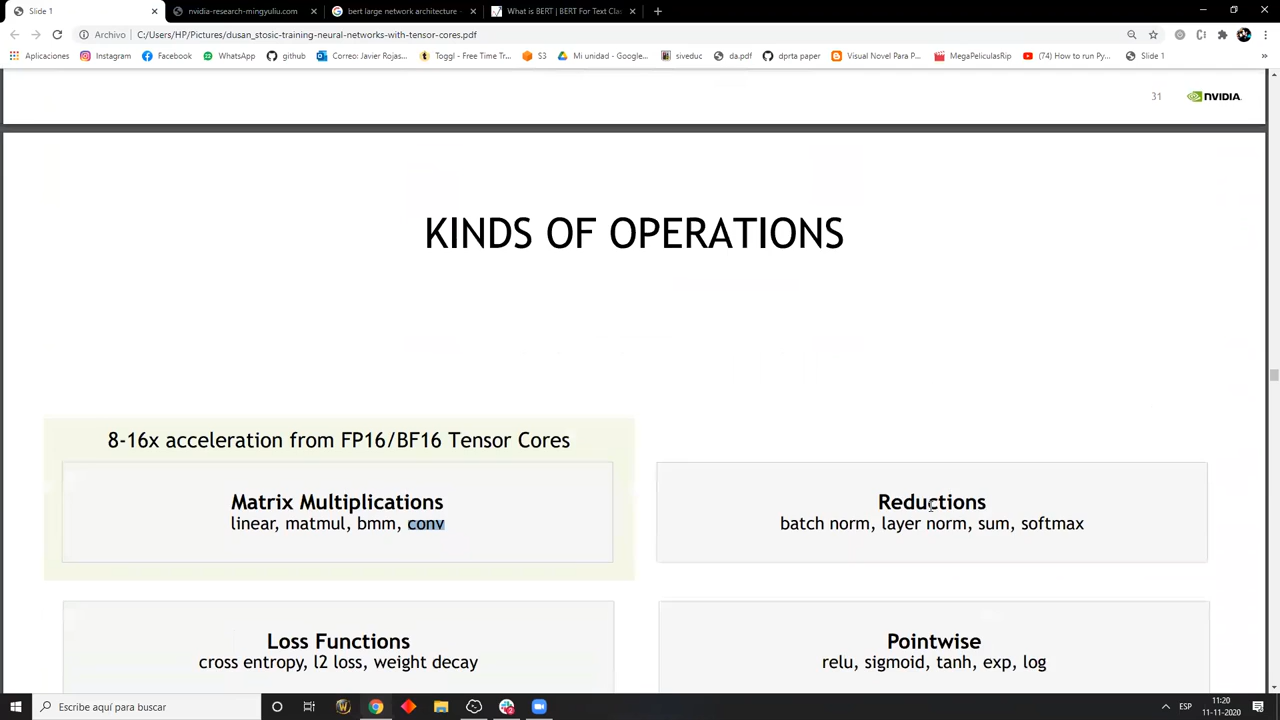 Slide 1
nvidia-research-mingyuliu.com
bert large network architecture -
What is BERT | BERT For Text Clas
Archivo
C:/Users/HP/Pictures/dusan_stosic-training-neural-networks-with-tensor-cores.pdf
Aplicaciones
Instagram
Facebook
WhatsApp
github
Correo: Javier Rojas...
Toggl - Free Time Tr...
S3
Mi unidad - Google...
siveduc
da.pdf
dprta paper
Visual Novel Para P...
MegaPeliculasRip
(74) How to run Py...
Slide 1
31
NVIDIA.
KINDS OF OPERATIONS
8-16x acceleration from FP16/BF16 Tensor Cores
Matrix Multiplications
linear, matmul, bmm, conv
Reductions
batch norm, layer norm, sum, softmax
Loss Functions
cross entropy, l2 loss, weight decay
Pointwise
relu, sigmoid, tanh, exp, log
Escribe aquí para buscar
ESP
11:20
11-11-2020